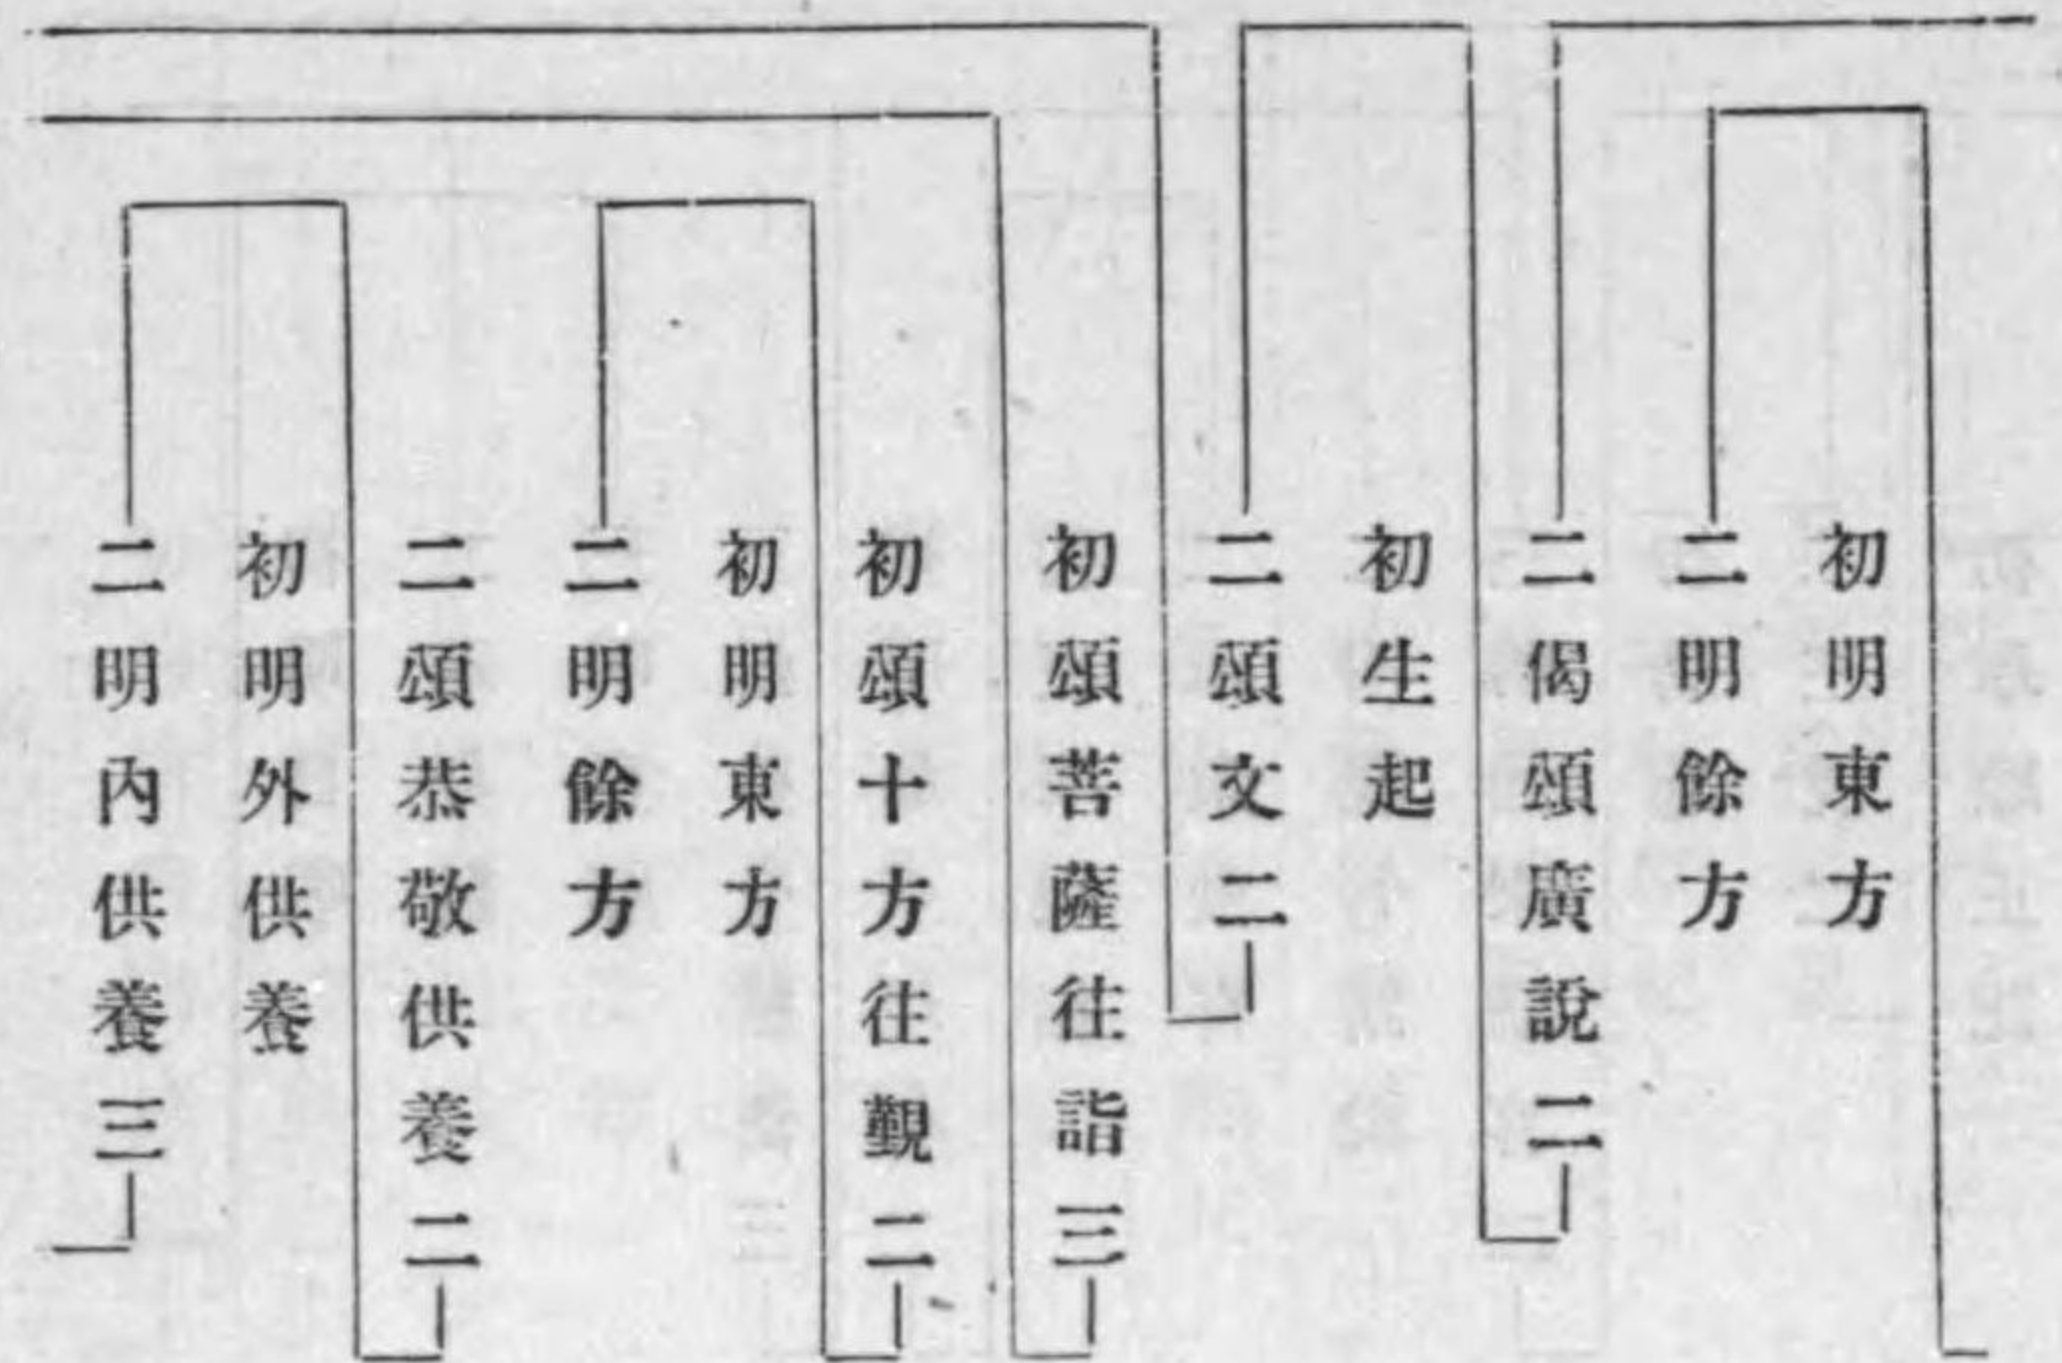 初明東方
二明餘方
二偈頌廣說二
初生起
二頌文二
初頌菩薩往詣三
初頌十方往覲二
初明東方
二明餘方
二頌恭敬供養二
初明外供養
二明內供養三